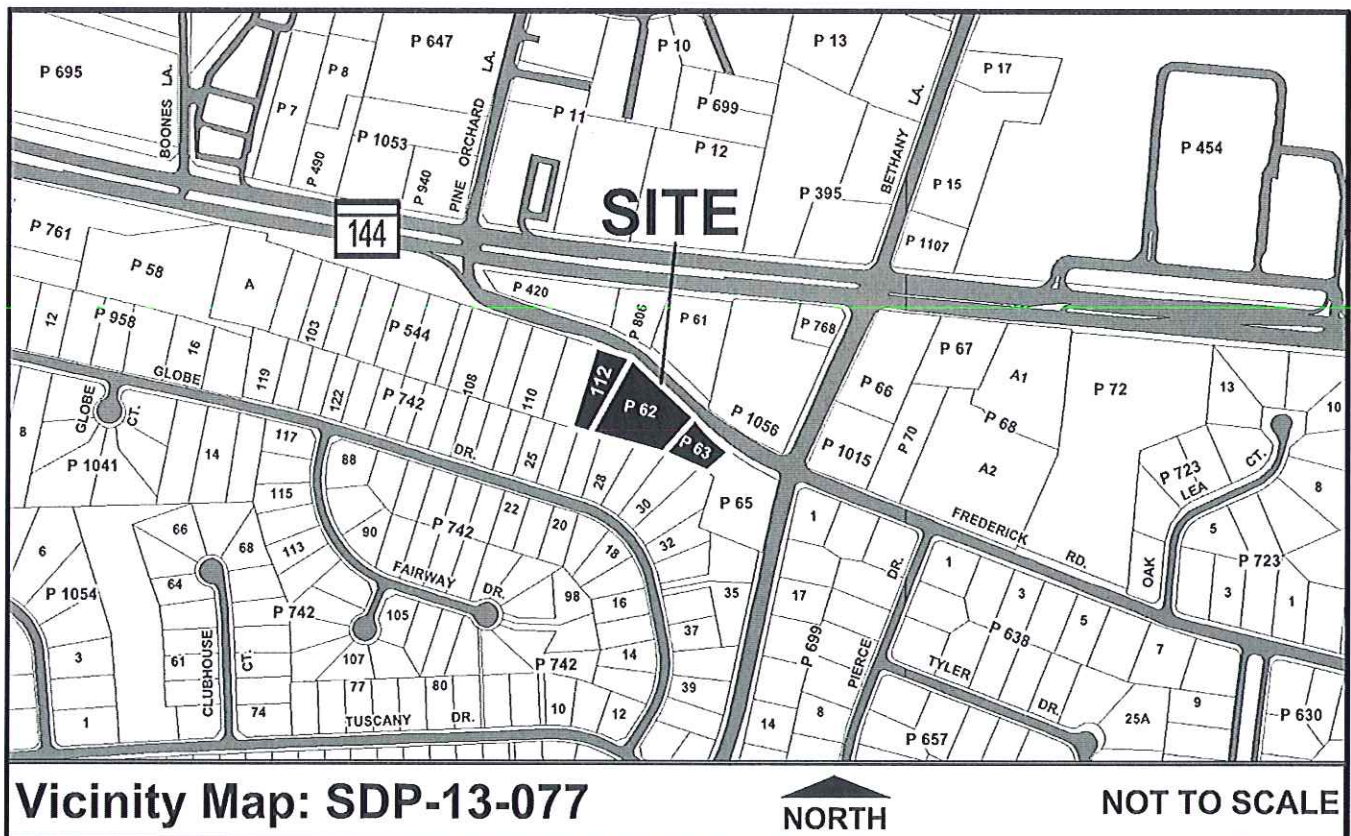 P 695
BOONES LA.
P 7
P 8
P 490
P 647
P 1053
P 940
PINE ORCHARD LA.
P 11
P 10
P 699
P 12
P 13
P 395
BETHANY LA.
P 17
P 15
P 1107
P 454
144
SITE
P 761
P 58
A
103
P 544
108
110
P 420
P 806
P 61
P 768
P 67
P 66
A1
P 68
P 72
13
10
12
P 958
16
119
122
P 742
GLOBE DR.
112
P 62
P 63
P 1056
P 1015
P 70
A2
P 723
LEA
OAK LEA CT.
8
GLOBE CT.
8
P 1041
14
117
88
25
28
30
P 65
FREDERICK RD.
5
P 723
3
1
115
113
90
P 742
22
20
18
32
1
PIERCE DR.
1
3
5
7
P 638
6
66
68
64
61
74
P 1054
3
1
CLUBHOUSE CT.
P 742
FAIRWAY DR.
105
107
98
16
14
P 742
35
37
39
17
P 699
14
8
TYLER DR.
P 657
25A
9
P 630
77
80
10
12
TUSCANY DR.
Vicinity Map: SDP-13-077
NORTH
NOT TO SCALE